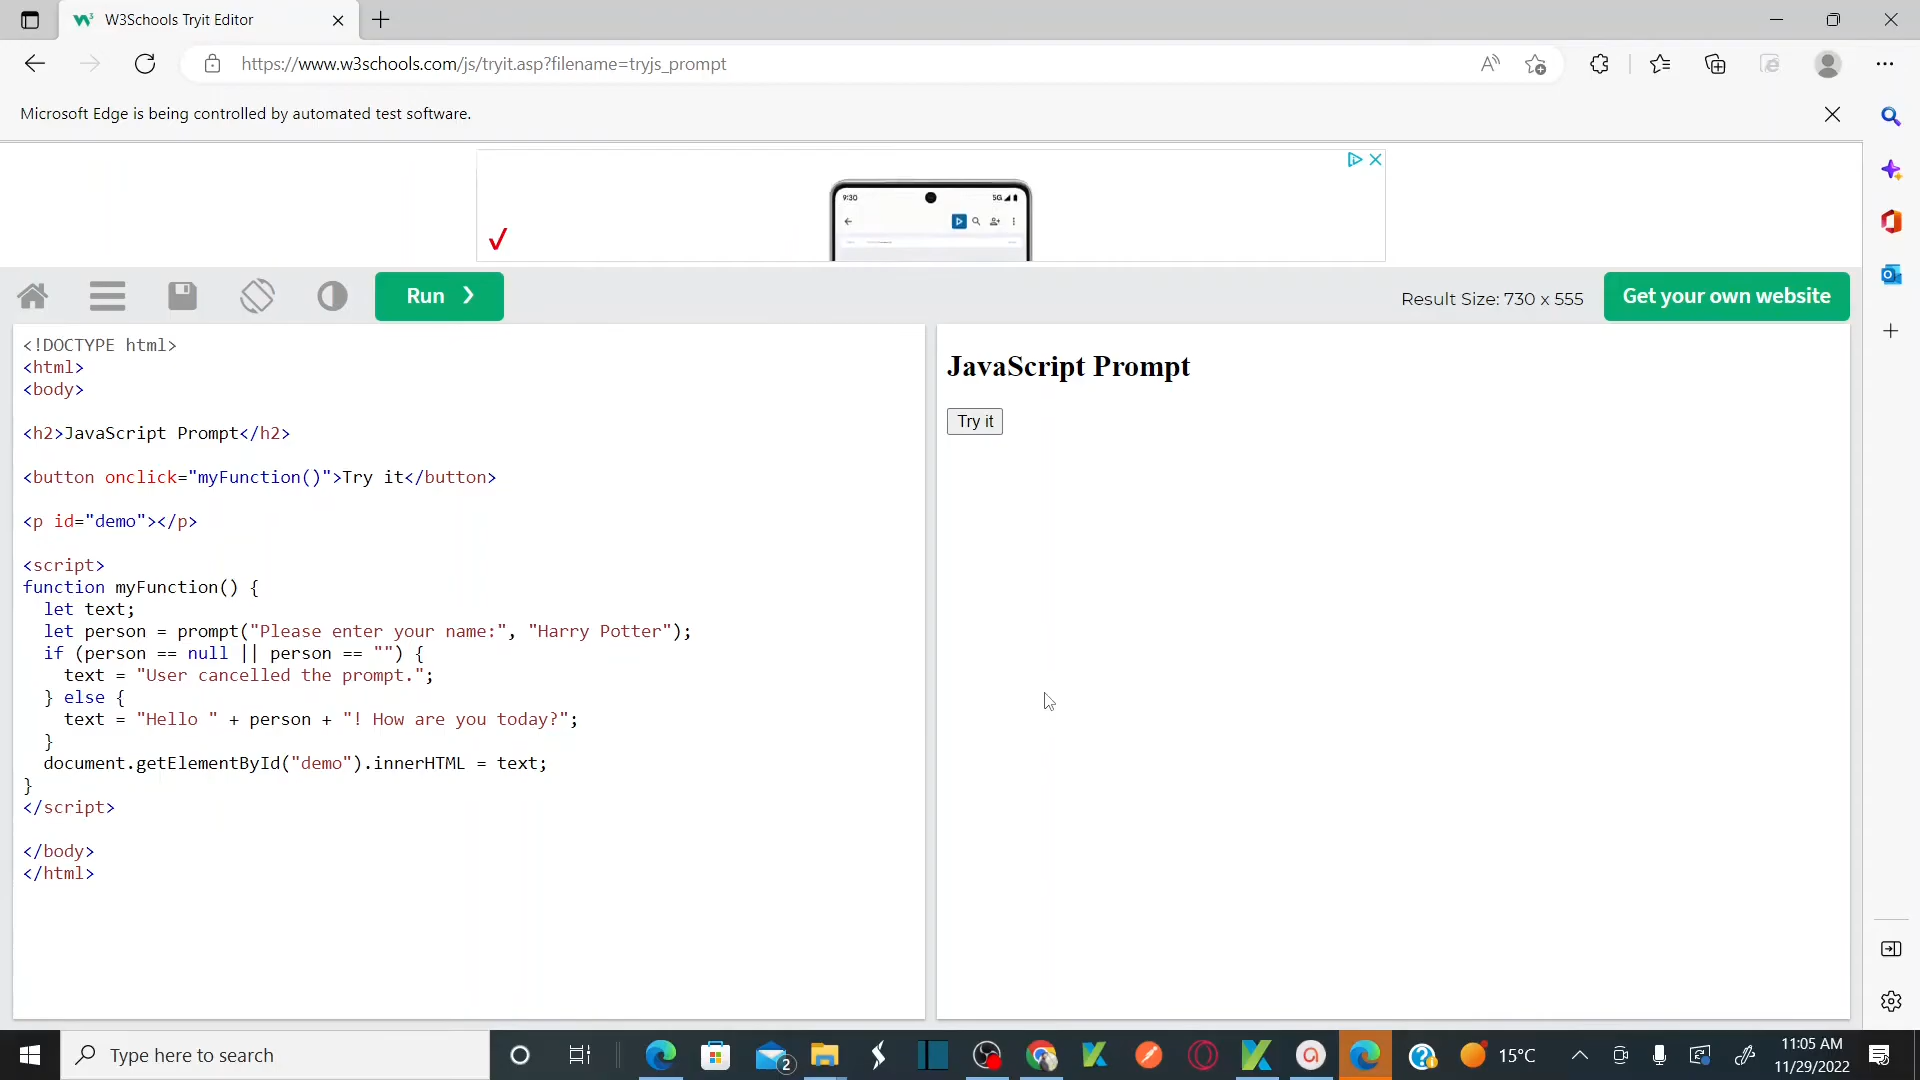 W3Schools Tryit Editor
https://www.w3schools.com/js/tryit.asp?filename=tryjs_prompt
Microsoft Edge is being controlled by automated test software.
9:30
5G
Run ❯
Result Size: 730 x 555
Get your own website
<!DOCTYPE html>
<html>
<body>
<h2>JavaScript Prompt</h2>
<button onclick="myFunction()">Try it</button>
<p id="demo"></p>
<script>
function myFunction() {
  let text;
  let person = prompt("Please enter your name:", "Harry Potter");
  if (person == null || person == "") {
    text = "User cancelled the prompt.";
  } else {
    text = "Hello " + person + "! How are you today?";
  }
  document.getElementById("demo").innerHTML = text;
}
</script>
</body>
</html>
JavaScript Prompt
Try it
Type here to search
2
15°C
11:05 AM
11/29/2022